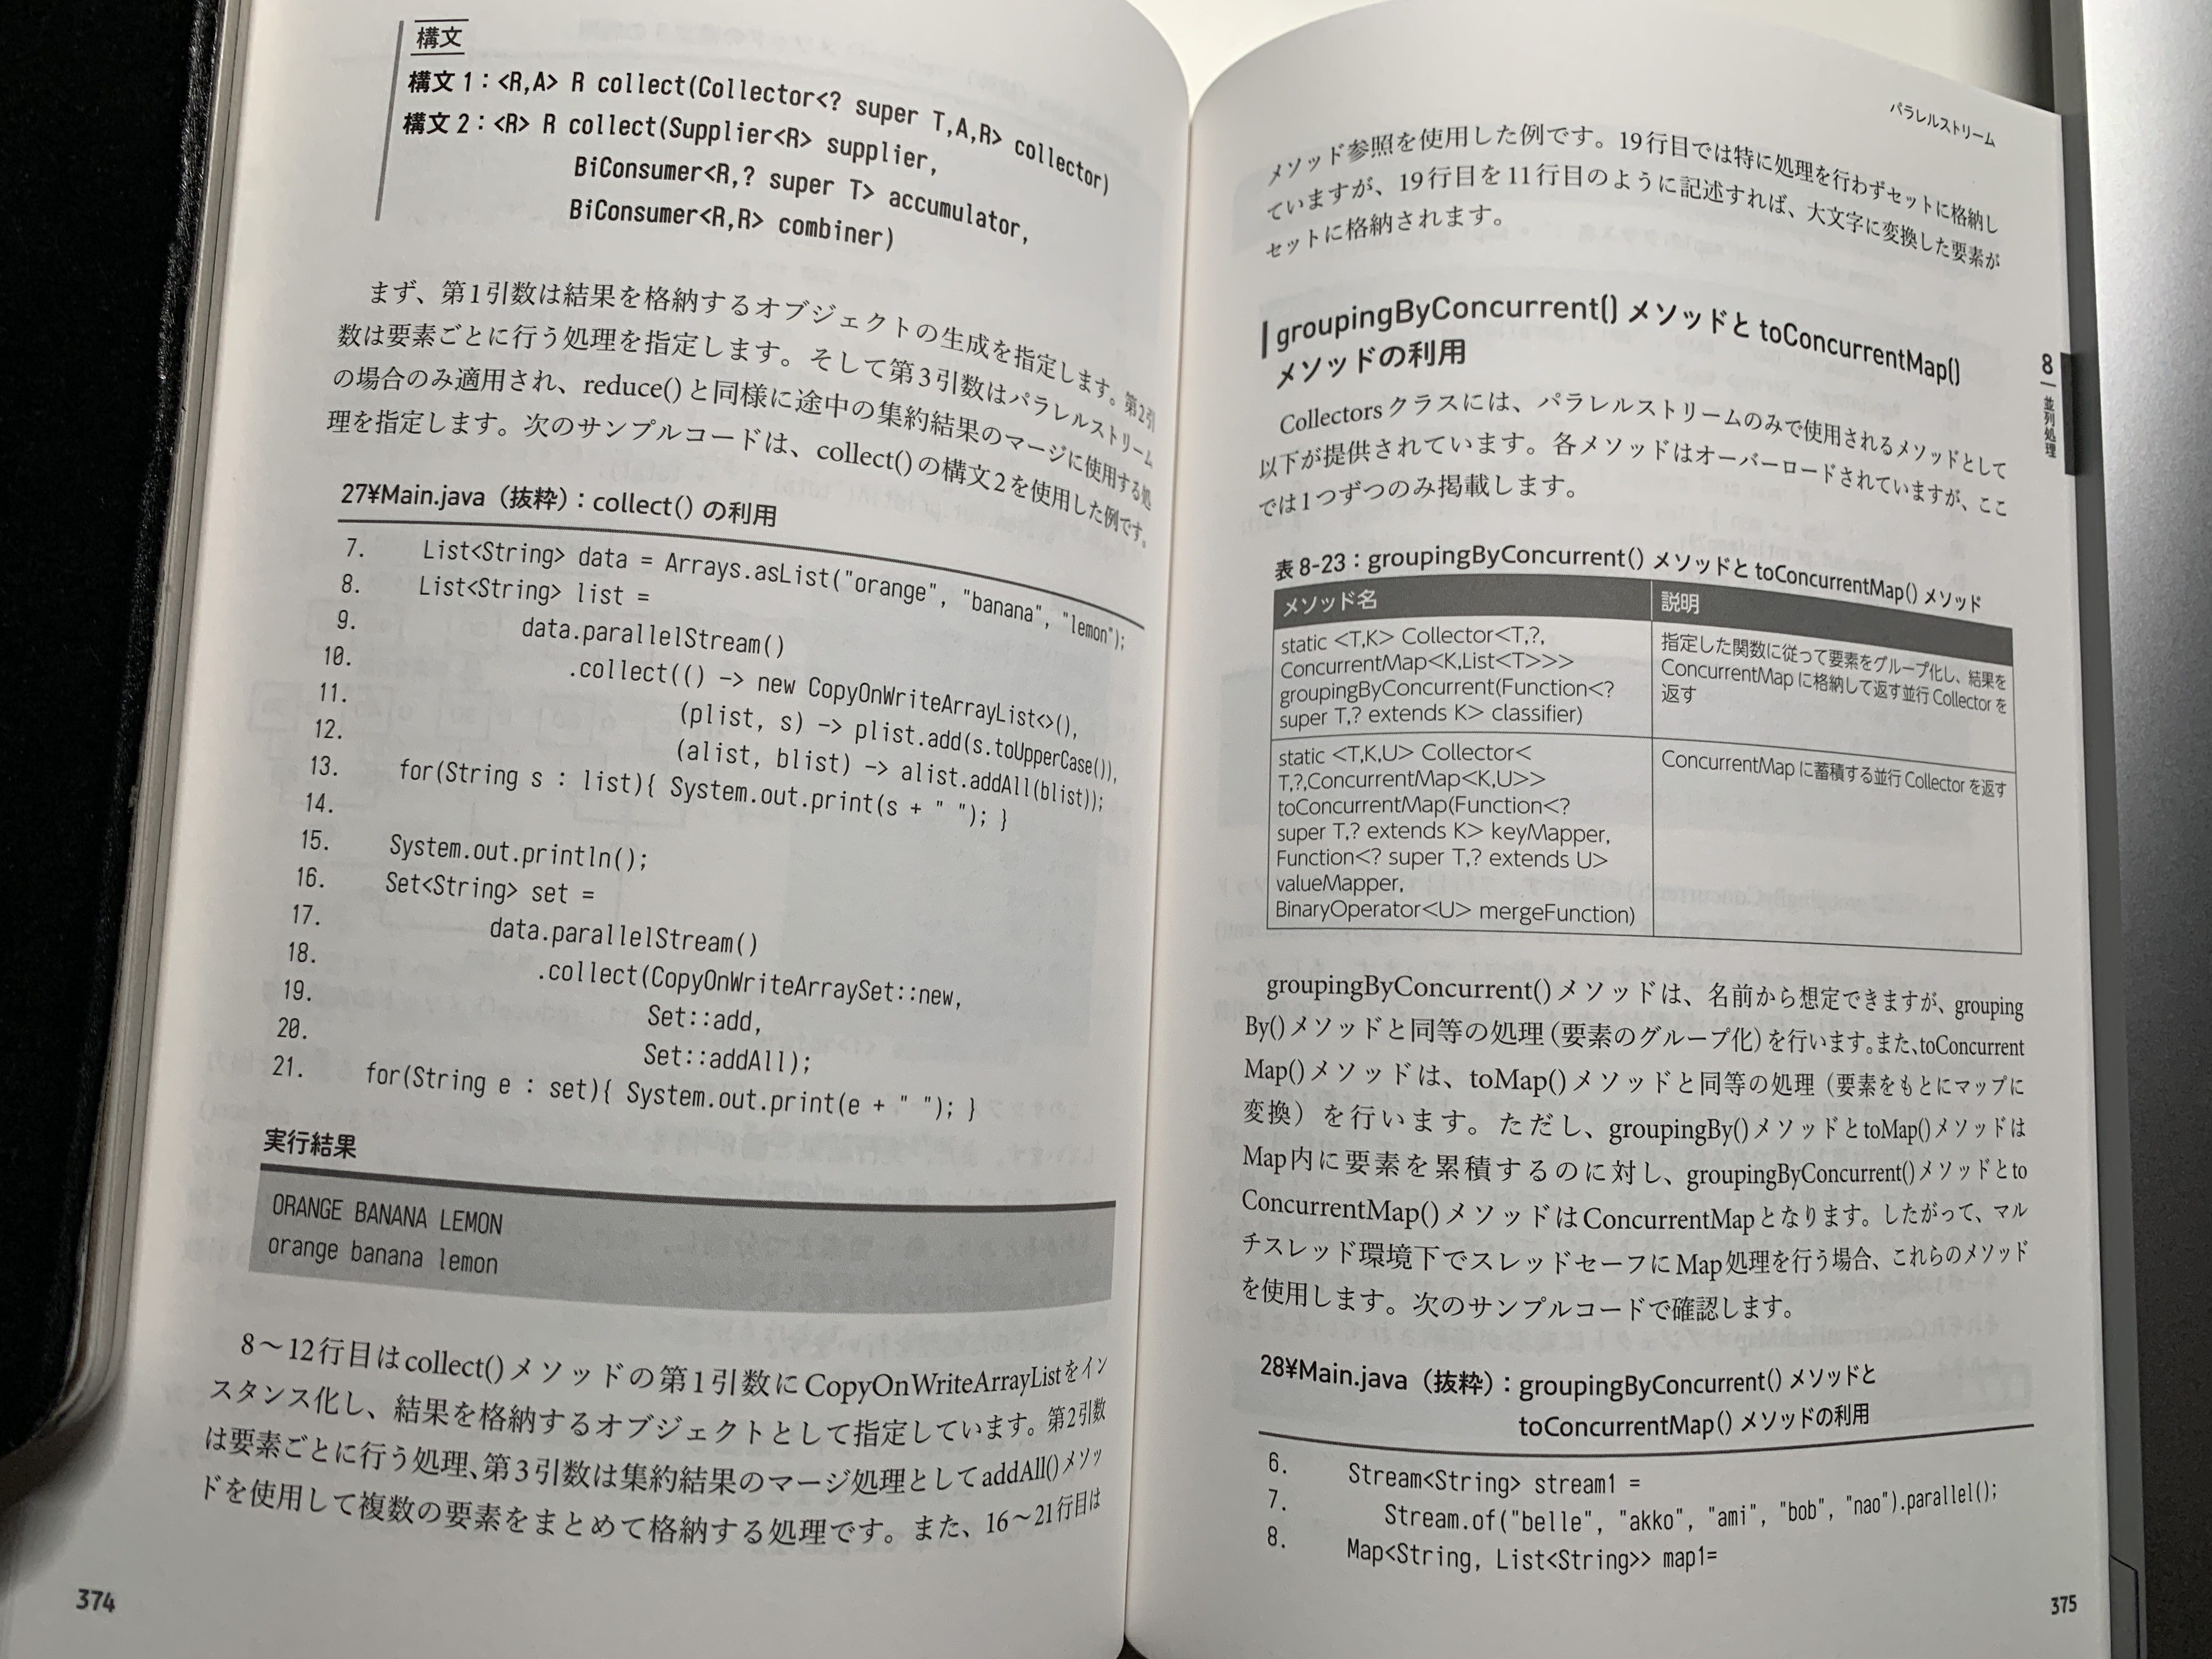 構文
構文1：<R,A> R collect(Collector<? super T,A,R> collector)
構文2：<R> R collect(Supplier<R> supplier,
BiConsumer<R,? super T> accumulator,
BiConsumer<R,R> combiner)
まず、第1引数は結果を格納するオブジェクトの生成を指定します。第2引
数は要素ごとに行う処理を指定します。そして第3引数はパラレルストリーム
の場合のみ適用され、reduce()と同様に途中の集約結果のマージに使用する処
理を指定します。次のサンプルコードは、collect()の構文2を使用した例です。
27¥Main.java（抜粋）：collect() の利用
7. List<String> data = Arrays.asList("orange", "banana", "lemon");
8. List<String> list =
9. data.parallelStream()
10. .collect(() -> new CopyOnWriteArrayList<>(),
11. (plist, s) -> plist.add(s.toUpperCase()),
12. (alist, blist) -> alist.addAll(blist));
13. for(String s : list){ System.out.print(s + " "); }
14.
15. System.out.println();
16. Set<String> set =
17. data.parallelStream()
18. .collect(CopyOnWriteArraySet::new,
19. Set::add,
20. Set::addAll);
21. for(String e : set){ System.out.print(e + " "); }
実行結果
ORANGE BANANA LEMON
orange banana lemon
8～12行目はcollect()メソッドの第1引数にCopyOnWriteArrayListをイン
スタンス化し、結果を格納するオブジェクトとして指定しています。第2引数
は要素ごとに行う処理、第3引数は集約結果のマージ処理としてaddAll()メソッ
ドを使用して複数の要素をまとめて格納する処理です。また、16～21行目は
374
パラレルストリーム
メソッド参照を使用した例です。19行目では特に処理を行わずセットに格納し
ていますが、19行目を11行目のように記述すれば、大文字に変換した要素が
セットに格納されます。
groupingByConcurrent() メソッドと toConcurrentMap()
メソッドの利用
Collectorsクラスには、パラレルストリームのみで使用されるメソッドとして
以下が提供されています。各メソッドはオーバーロードされていますが、ここ
では1つずつのみ掲載します。
表8-23：groupingByConcurrent() メソッドと toConcurrentMap() メソッド
メソッド名 説明
static <T,K> Collector<T,?,
ConcurrentMap<K,List<T>>>
groupingByConcurrent(Function<?
super T,? extends K> classifier)
指定した関数に従って要素をグループ化し、結果を
ConcurrentMap に格納して返す並行 Collector を
返す
static <T,K,U> Collector<
T,?,ConcurrentMap<K,U>>
toConcurrentMap(Function<?
super T,? extends K> keyMapper,
Function<? super T,? extends U>
valueMapper,
BinaryOperator<U> mergeFunction)
ConcurrentMap に蓄積する並行 Collector を返す
groupingByConcurrent()メソッドは、名前から想定できますが、grouping
By()メソッドと同等の処理（要素のグループ化）を行います。また、toConcurrent
Map()メソッドは、toMap()メソッドと同等の処理（要素をもとにマップに
変換）を行います。ただし、groupingBy()メソッドとtoMap()メソッドは
Map内に要素を累積するのに対し、groupingByConcurrent()メソッドとto
ConcurrentMap()メソッドはConcurrentMapとなります。したがって、マル
チスレッド環境下でスレッドセーフにMap処理を行う場合、これらのメソッド
を使用します。次のサンプルコードで確認します。
28¥Main.java（抜粋）：groupingByConcurrent() メソッドと
toConcurrentMap() メソッドの利用
6. Stream<String> stream1 =
7. Stream.of("belle", "akko", "ami", "bob", "nao").parallel();
8. Map<String, List<String>> map1=
8 並列処理
375